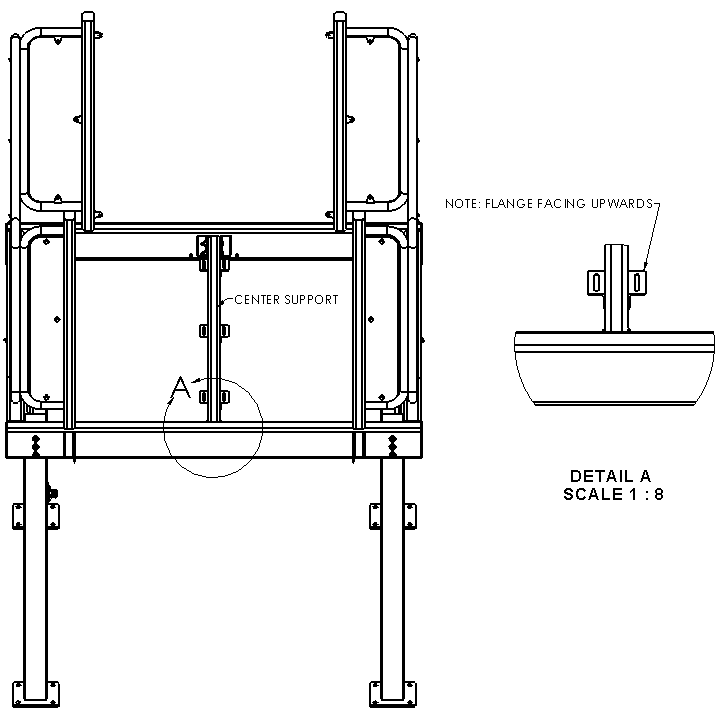 NOTE: FLANGE FACING UPWARDS
CENTER SUPPORT
A
DETAIL A
SCALE 1 : 8